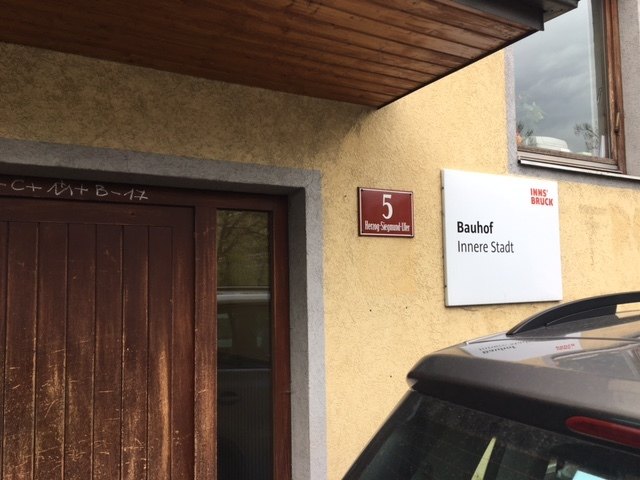 C+M+B-17
5
Herzog-Siegmund-Ufer
INNS'
BRUCK
Bauhof
Innere Stadt